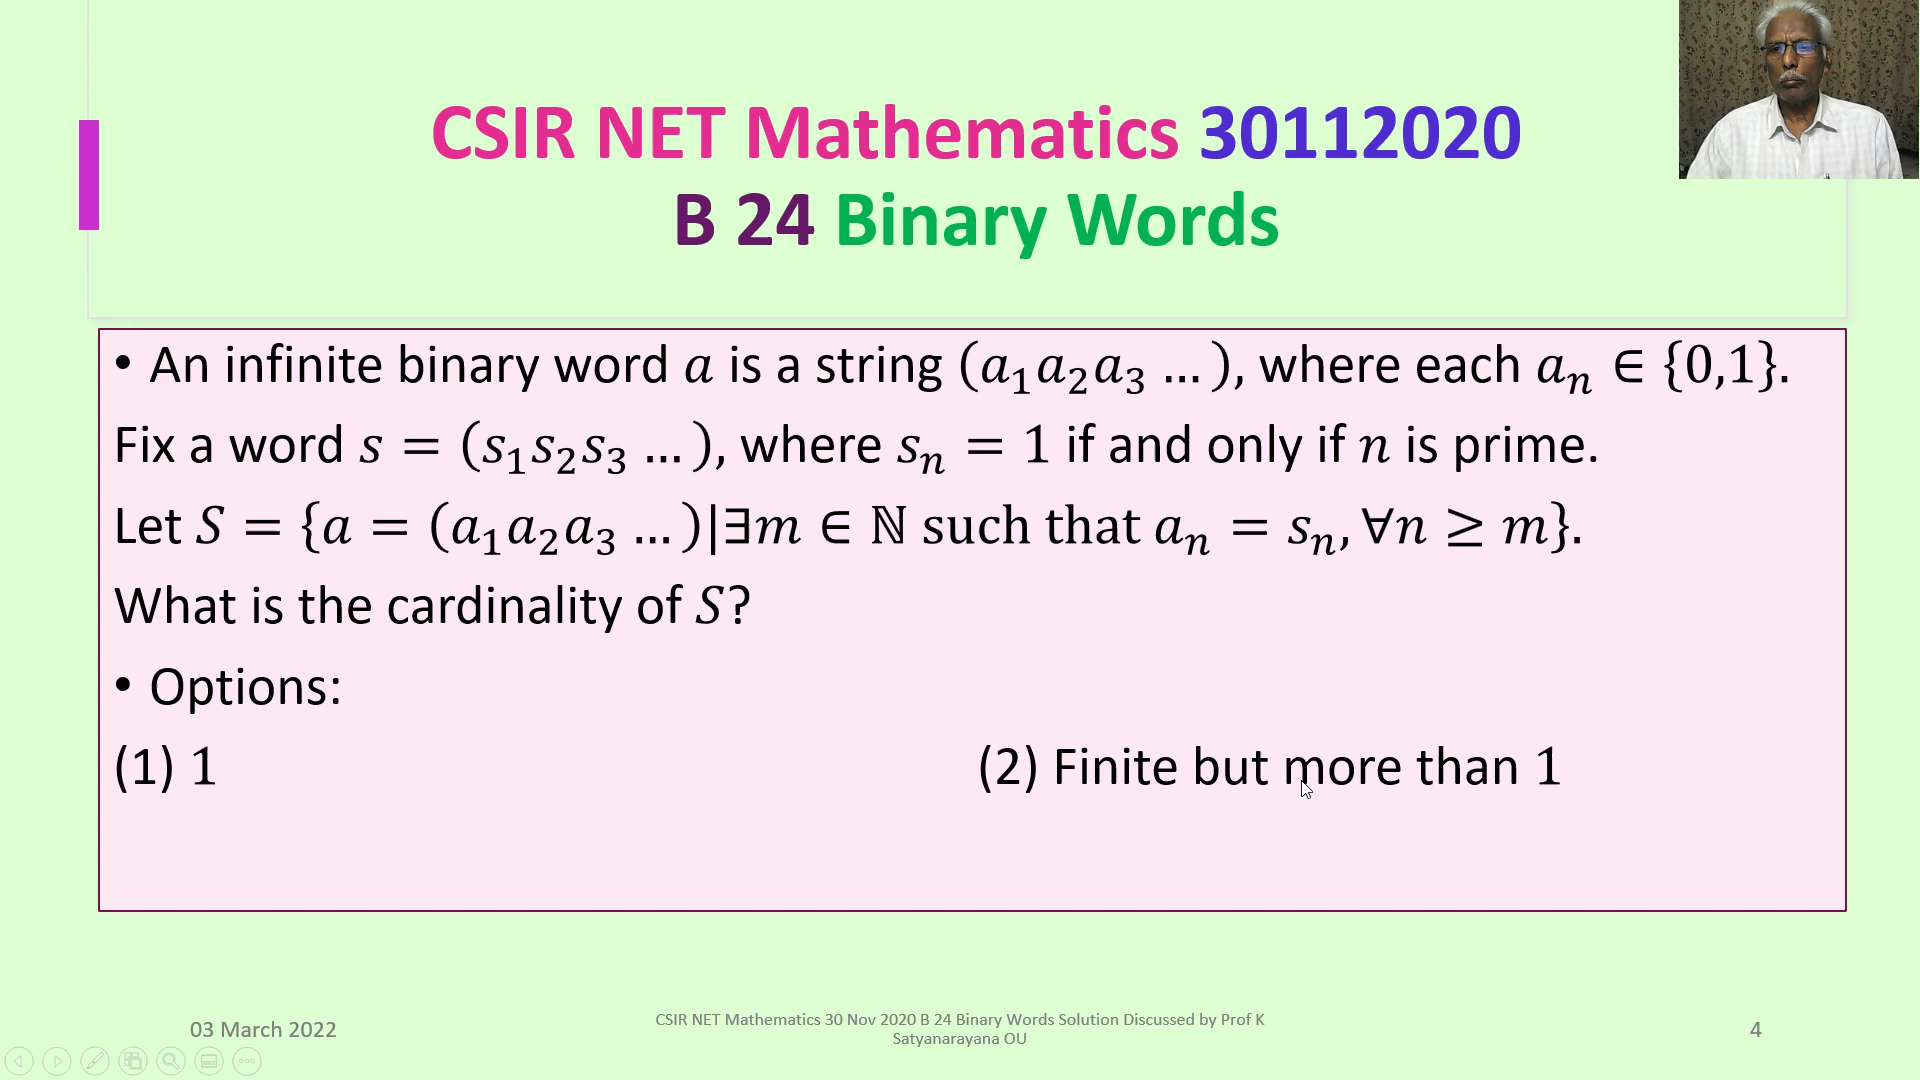 CSIR NET Mathematics 30112020
B 24 Binary Words
• An infinite binary word 𝑎 is a string (𝑎₁𝑎₂𝑎₃ …), where each 𝑎ₙ ∈ {0,1}.
Fix a word 𝑠 = (𝑠₁𝑠₂𝑠₃ …), where 𝑠ₙ = 1 if and only if 𝑛 is prime.
Let 𝑆 = {𝑎 = (𝑎₁𝑎₂𝑎₃ …)|∃𝑚 ∈ ℕ such that 𝑎ₙ = 𝑠ₙ, ∀𝑛 ≥ 𝑚}.
What is the cardinality of 𝑆?
• Options:
(1) 1 (2) Finite but more than 1
03 March 2022
CSIR NET Mathematics 30 Nov 2020 B 24 Binary Words Solution Discussed by Prof K
Satyanarayana OU
4